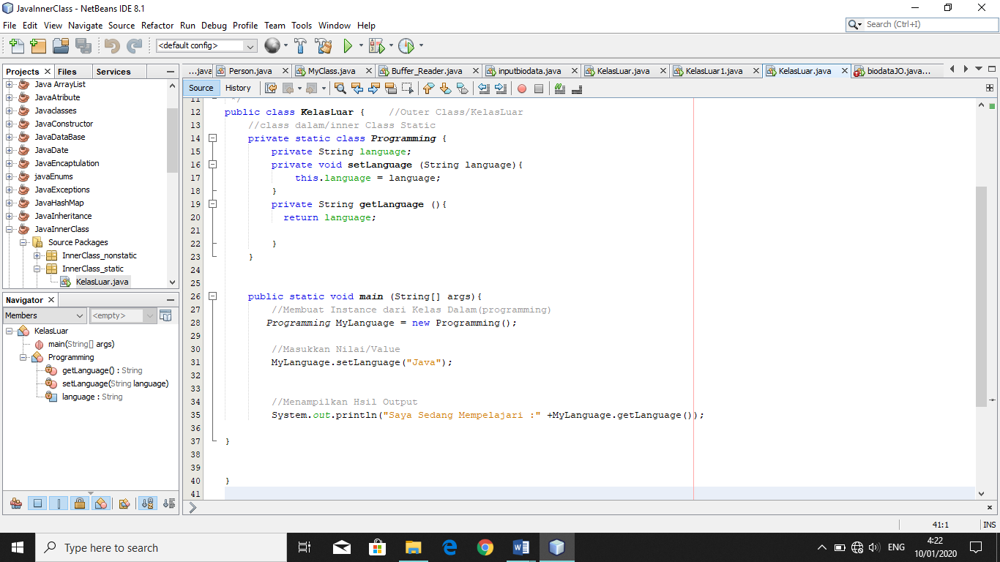 JavaInnerClass - NetBeans IDE 8.1
File Edit View Navigate Source Refactor Run Debug Profile Team Tools Window Help
Search (Ctrl+I)
<default config>
Projects Files Services
Java ArrayList
JavaAtribute
Javaclasses
JavaConstructor
JavaDataBase
JavaDate
JavaEncaptulation
javaEnums
JavaExceptions
JavaHashMap
JavaInheritance
JavaInnerClass
Source Packages
InnerClass_nonstatic
InnerClass_static
KelasLuar.java
Navigator
Members <empty>
KelasLuar
main(String[] args)
Programming
getLanguage() : String
setLanguage(String language)
language : String
...java Person.java MyClass.java Buffer_Reader.java inputbiodata.java KelasLuar.java KelasLuar1.java KelasLuar.java biodataJO.java...
Source History
11 */
12 public class KelasLuar { //Outer Class/KelasLuar
13 //class dalam/inner Class Static
14 private static class Programming {
15 private String language;
16 private void setLanguage (String language){
17 this.language = language;
18 }
19 private String getLanguage (){
20 return language;
21
22 }
23 }
24
25
26 public static void main (String[] args){
27 //Membuat Instance dari Kelas Dalam(programming)
28 Programming MyLanguage = new Programming();
29
30 //Masukkan Nilai/Value
31 MyLanguage.setLanguage("Java");
32
33
34 //Menampilkan Hsil Output
35 System.out.println("Saya Sedang Mempelajari :" +MyLanguage.getLanguage());
36
37 }
38
39
40 }
41
41:1 INS
Type here to search
ENG
4:22
10/01/2020